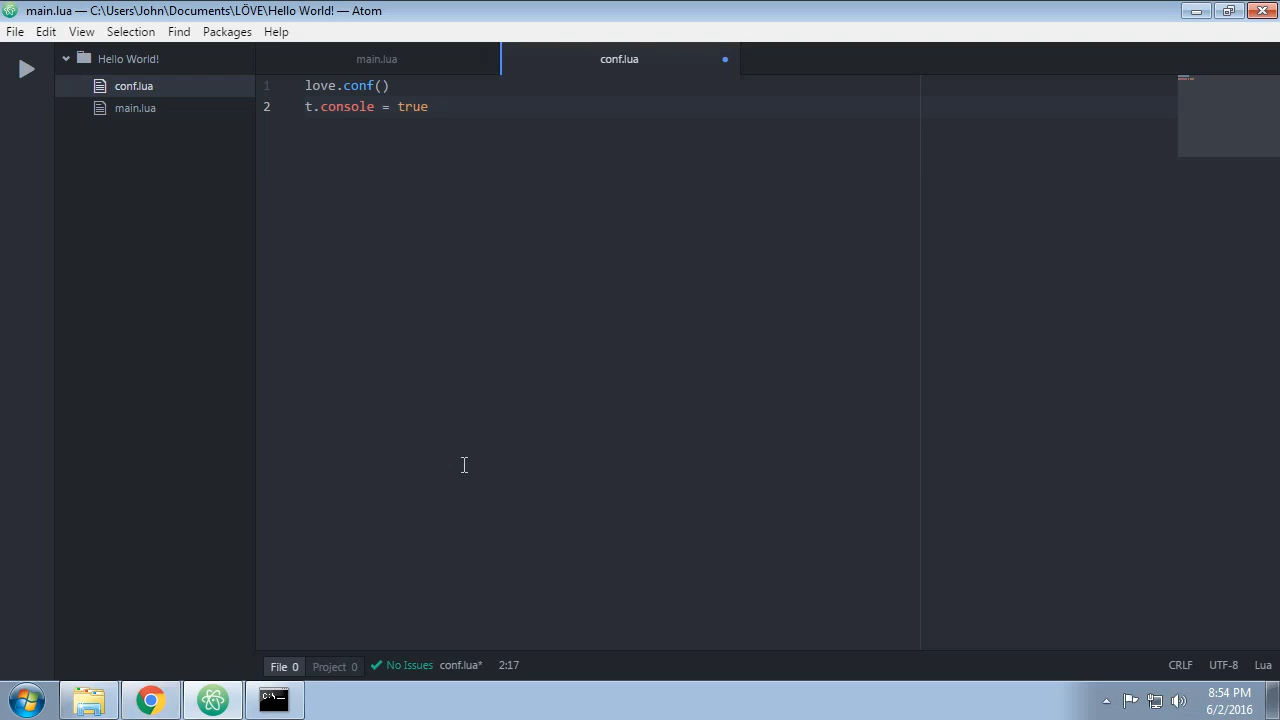 main.lua — C:\Users\John\Documents\LÖVE\Hello World! — Atom
File Edit View Selection Find Packages Help
Hello World!
conf.lua
main.lua
main.lua
conf.lua
1 love.conf()
2 t.console = true
File 0 Project 0 No Issues conf.lua* 2:17
CRLF UTF-8 Lua
C:\_
8:54 PM
6/2/2016